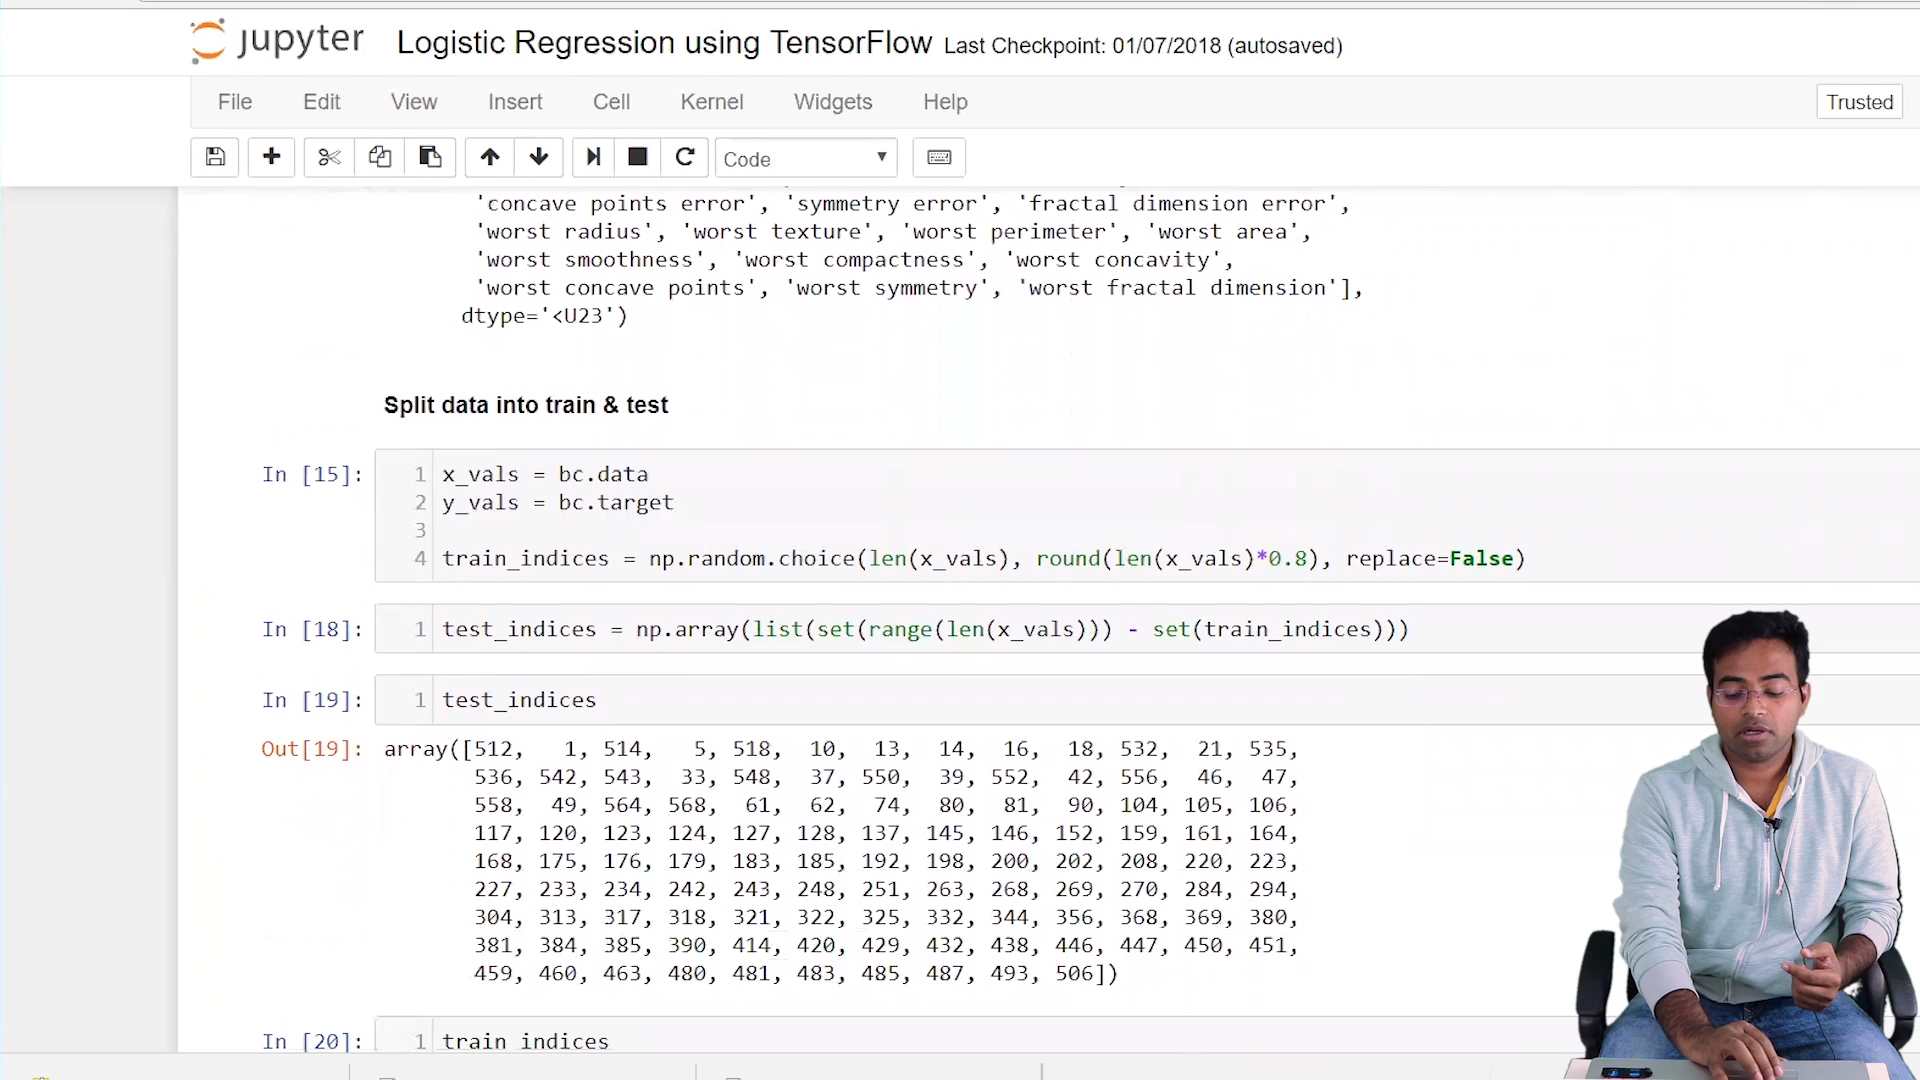 jupyter Logistic Regression using TensorFlow Last Checkpoint: 01/07/2018 (autosaved)
File Edit View Insert Cell Kernel Widgets Help Trusted
Code
'concave points error', 'symmetry error', 'fractal dimension error',
'worst radius', 'worst texture', 'worst perimeter', 'worst area',
'worst smoothness', 'worst compactness', 'worst concavity',
'worst concave points', 'worst symmetry', 'worst fractal dimension'],
dtype='<U23')
Split data into train & test
In [15]: 1 x_vals = bc.data
2 y_vals = bc.target
3
4 train_indices = np.random.choice(len(x_vals), round(len(x_vals)*0.8), replace=False)
In [18]: 1 test_indices = np.array(list(set(range(len(x_vals))) - set(train_indices)))
In [19]: 1 test_indices
Out[19]: array([512, 1, 514, 5, 518, 10, 13, 14, 16, 18, 532, 21, 535,
536, 542, 543, 33, 548, 37, 550, 39, 552, 42, 556, 46, 47,
558, 49, 564, 568, 61, 62, 74, 80, 81, 90, 104, 105, 106,
117, 120, 123, 124, 127, 128, 137, 145, 146, 152, 159, 161, 164,
168, 175, 176, 179, 183, 185, 192, 198, 200, 202, 208, 220, 223,
227, 233, 234, 242, 243, 248, 251, 263, 268, 269, 270, 284, 294,
304, 313, 317, 318, 321, 322, 325, 332, 344, 356, 368, 369, 380,
381, 384, 385, 390, 414, 420, 429, 432, 438, 446, 447, 450, 451,
459, 460, 463, 480, 481, 483, 485, 487, 493, 506])
In [20]: 1 train_indices